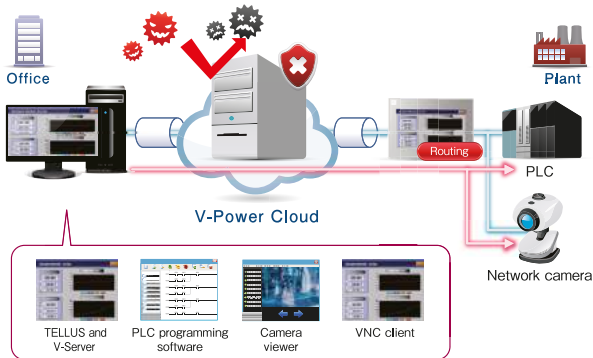 Office
Plant
Routing
PLC
V-Power Cloud
Network camera
TELLUS and
V-Server
PLC programming
software
Camera
viewer
VNC client